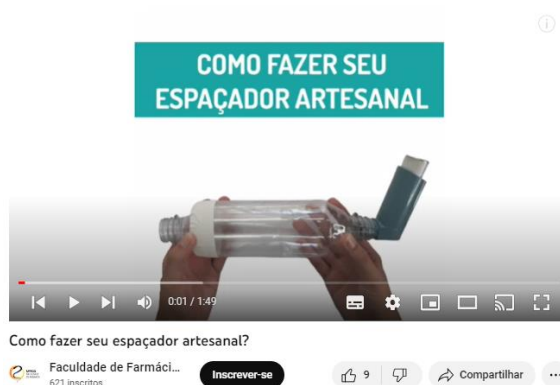 COMO FAZER SEU
ESPAÇADOR ARTESANAL
0:01 / 1:49
Como fazer seu espaçador artesanal?
Faculdade de Farmáci...
621 inscritos
Inscrever-se
9
Compartilhar